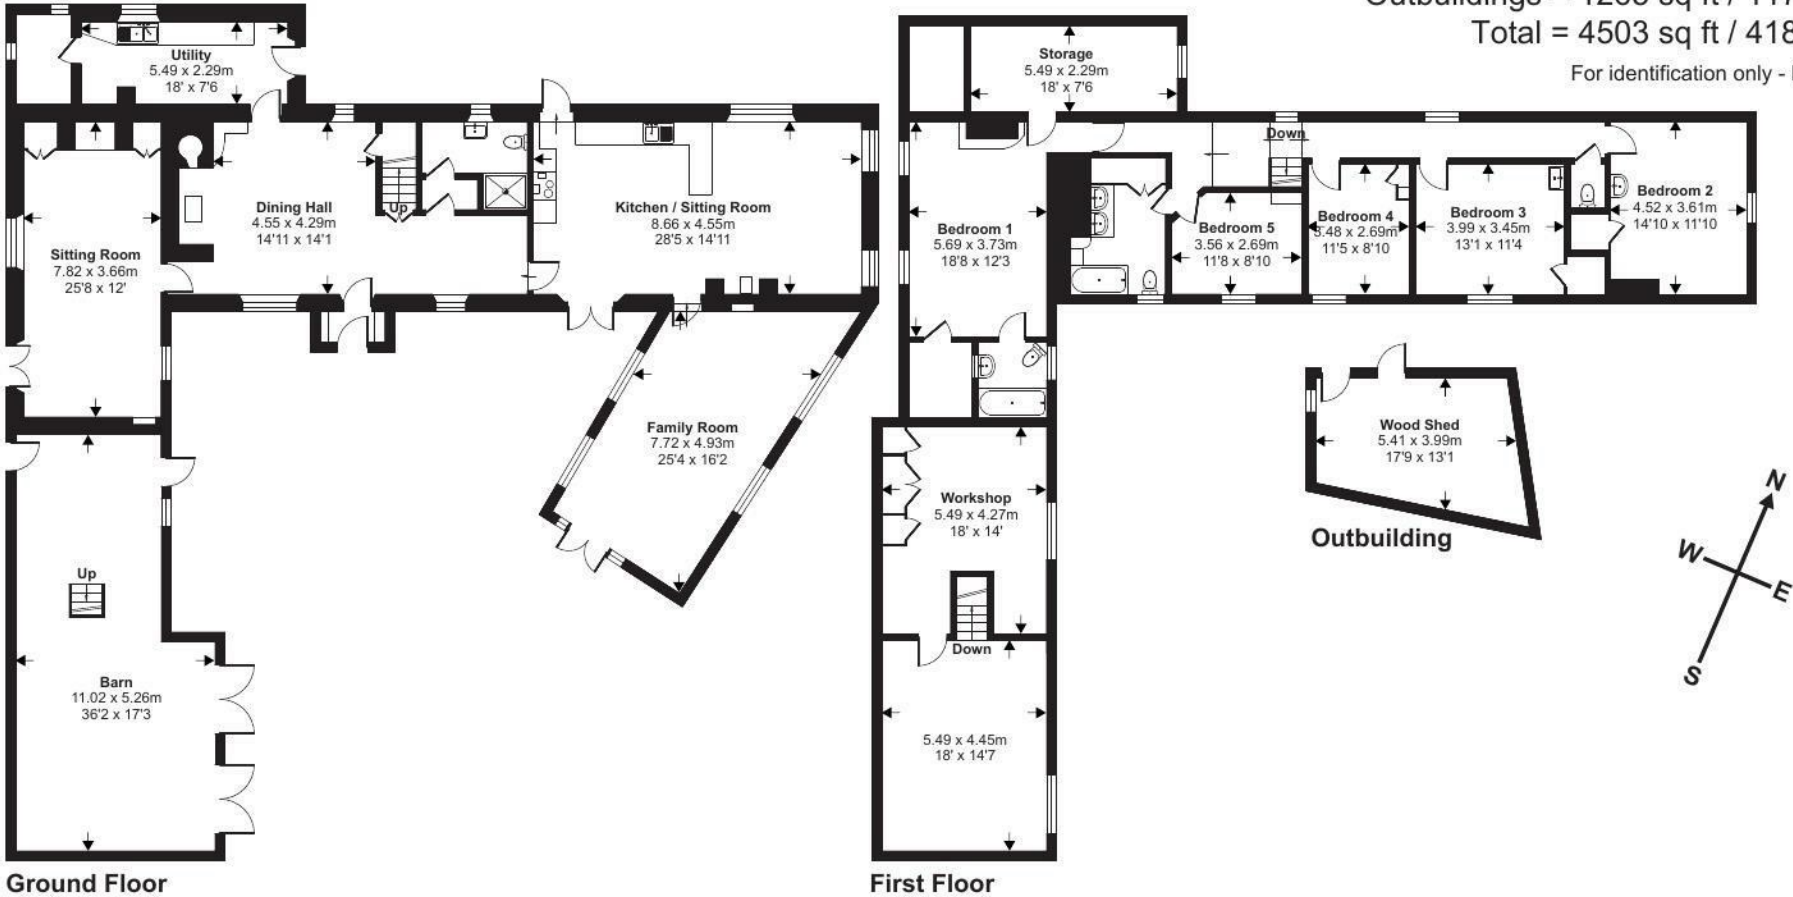 Total = 4503 sq ft / 418
For identification only -
Utility
5.49 x 2.29m
18' x 7'6
Storage
5.49 x 2.29m
18' x 7'6
Down
Dining Hall
4.55 x 4.29m
14'11 x 14'1
Up
Kitchen / Sitting Room
8.66 x 4.55m
28'5 x 14'11
Sitting Room
7.82 x 3.66m
25'8 x 12'
Bedroom 1
5.69 x 3.73m
18'8 x 12'3
Bedroom 5
3.56 x 2.69m
11'8 x 8'10
Bedroom 4
3.48 x 2.69m
11'5 x 8'10
Bedroom 3
3.99 x 3.45m
13'1 x 11'4
Bedroom 2
4.52 x 3.61m
14'10 x 11'10
Family Room
7.72 x 4.93m
25'4 x 16'2
Wood Shed
5.41 x 3.99m
17'9 x 13'1
Outbuilding
Workshop
5.49 x 4.27m
18' x 14'
Down
5.49 x 4.45m
18' x 14'7
Up
Barn
11.02 x 5.26m
36'2 x 17'3
N
W
E
S
Ground Floor
First Floor